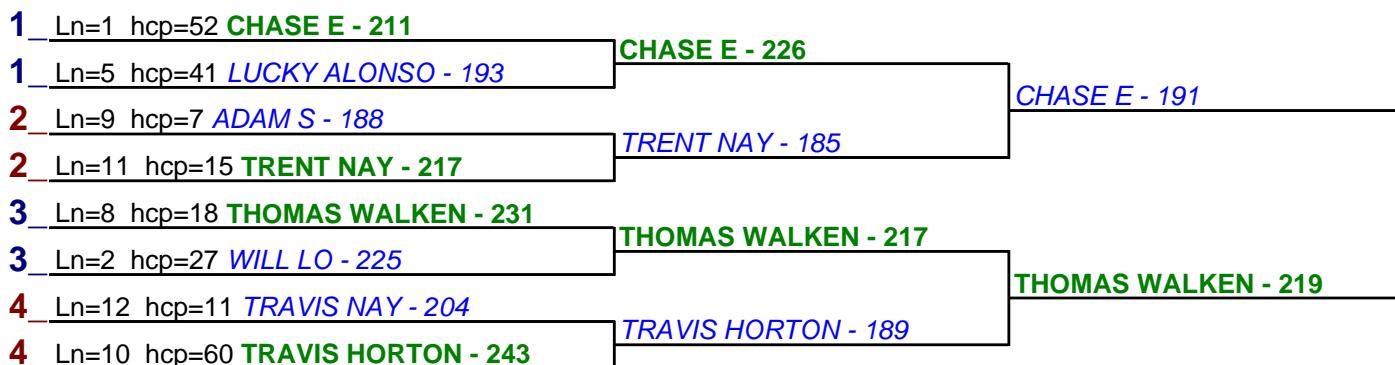 1_ Ln=1 hcp=52 CHASE E - 211
CHASE E - 226
1_ Ln=5 hcp=41 LUCKY ALONSO - 193
CHASE E - 191
2_ Ln=9 hcp=7 ADAM S - 188
TRENT NAY - 185
2_ Ln=11 hcp=15 TRENT NAY - 217
3_ Ln=8 hcp=18 THOMAS WALKEN - 231
THOMAS WALKEN - 217
3_ Ln=2 hcp=27 WILL LO - 225
THOMAS WALKEN - 219
4_ Ln=12 hcp=11 TRAVIS NAY - 204
TRAVIS HORTON - 189
4 Ln=10 hcp=60 TRAVIS HORTON - 243